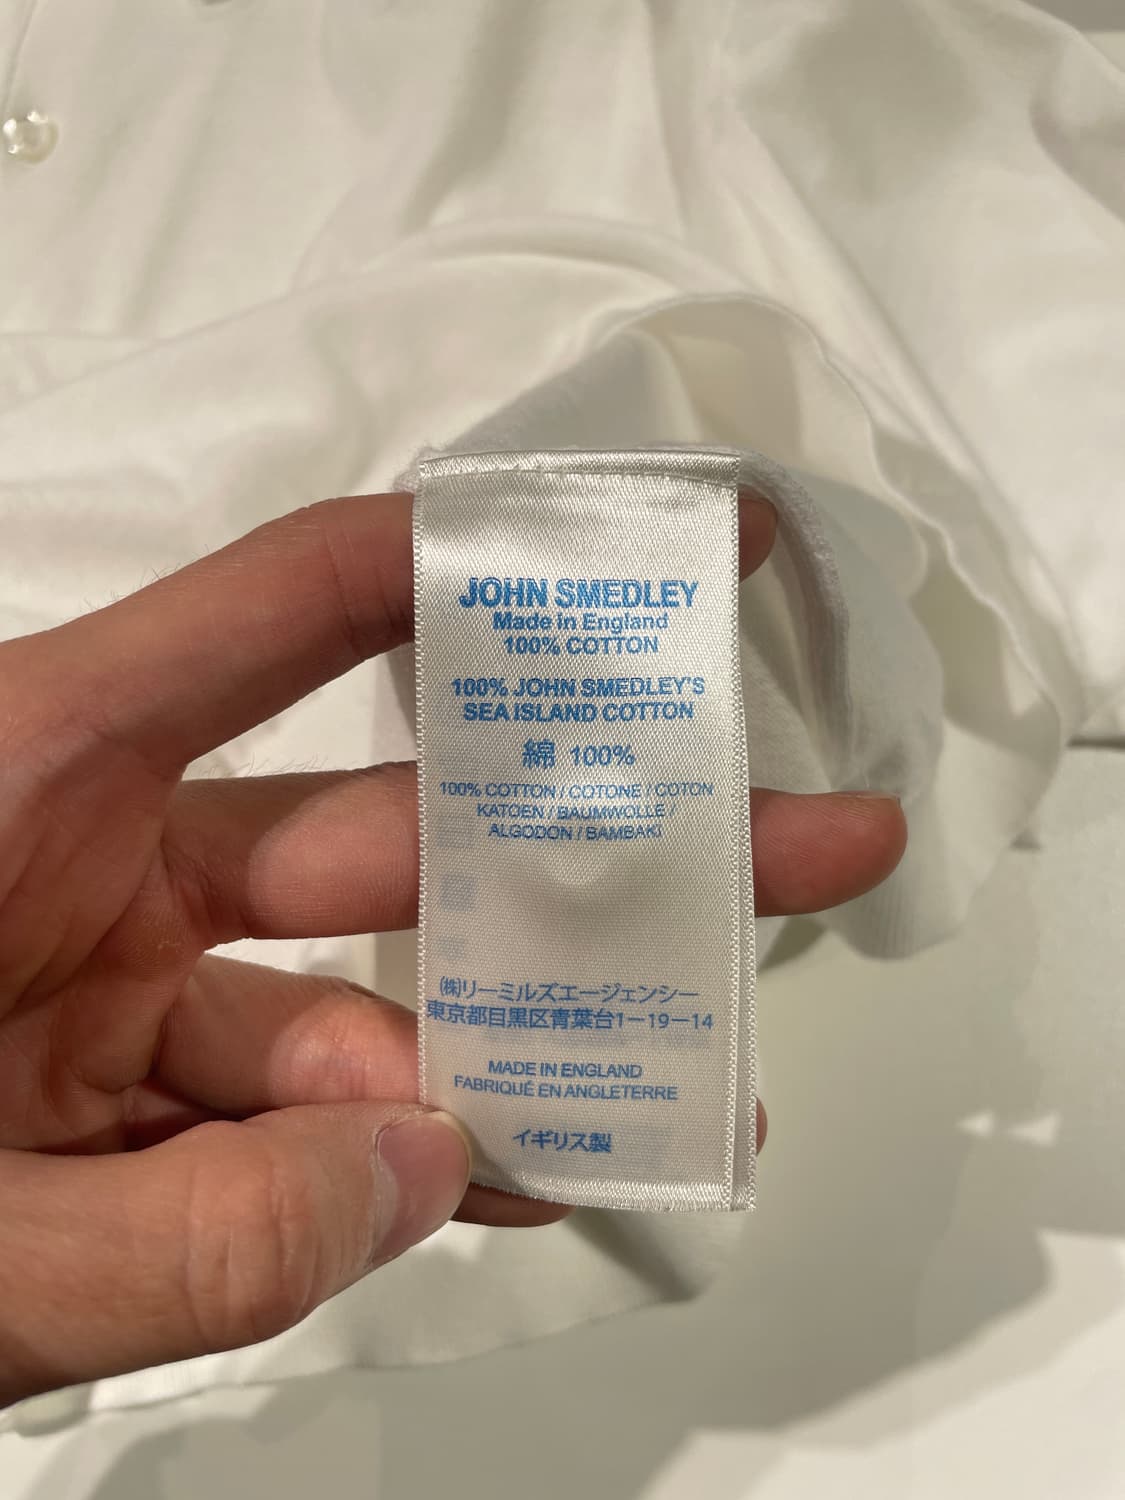 JOHN SMEDLEY
Made in England
100% COTTON
100% JOHN SMEDLEY'S
SEA ISLAND COTTON
綿 100%
100% COTTON / COTONE / COTON
KATOEN / BAUMWOLLE /
ALGODON / BAMBAKI
(株)リーミルズエージェンシー
東京都目黒区青葉台1-19-14
MADE IN ENGLAND
FABRIQUÉ EN ANGLETERRE
イギリス製